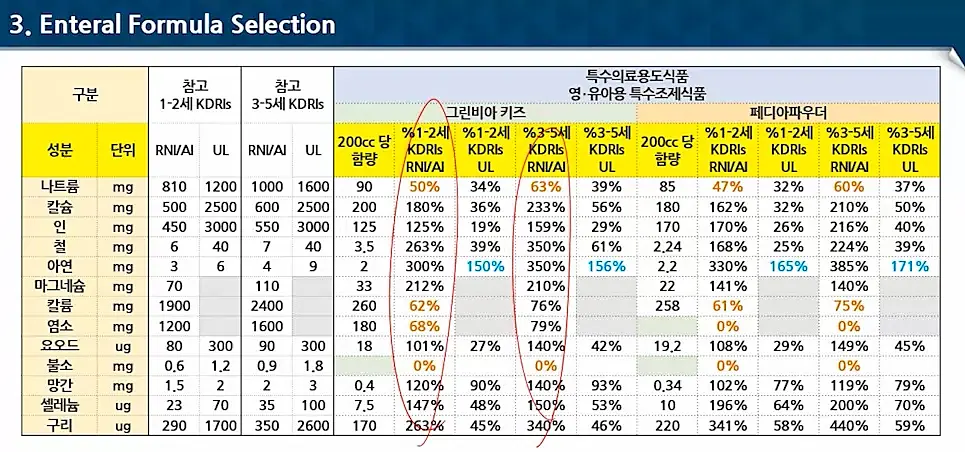 3. Enteral Formula Selection
구분 참고 1-2세 KDRIs 참고 3-5세 KDRIs 특수의료용도식품 영·유아용 특수조제식품
그린비아 키즈 페디아파우더
성분 단위 RNI/AI UL RNI/AI UL 200cc 당 함량 %1-2세 KDRIs RNI/AI %1-2세 KDRIs UL %3-5세 KDRIs RNI/AI %3-5세 KDRIs UL 200cc 당 함량 %1-2세 KDRIs RNI/AI %1-2세 KDRIs UL %3-5세 KDRIs RNI/AI %3-5세 KDRIs UL
나트륨 mg 810 1200 1000 1600 90 50% 34% 63% 39% 85 47% 32% 60% 37%
칼슘 mg 500 2500 600 2500 200 180% 36% 233% 56% 180 162% 32% 210% 50%
인 mg 450 3000 550 3000 125 125% 19% 159% 29% 170 170% 26% 216% 40%
철 mg 6 40 7 40 3.5 263% 39% 350% 61% 2.24 168% 25% 224% 39%
아연 mg 3 6 4 9 2 300% 150% 350% 156% 2.2 330% 165% 385% 171%
마그네슘 mg 70 110 33 212% 210% 22 141% 140%
칼륨 mg 1900 2400 260 62% 76% 258 61% 75%
염소 mg 1200 1600 180 68% 79% 0% 0%
요오드 ug 80 300 90 300 18 101% 27% 140% 42% 19.2 108% 29% 149% 45%
불소 mg 0.6 1.2 0.9 1.8 0% 0% 0% 0%
망간 mg 1.5 2 2 3 0.4 120% 90% 140% 93% 0.34 102% 77% 119% 79%
셀레늄 ug 23 70 35 100 7.5 147% 48% 150% 53% 10 196% 64% 200% 70%
구리 ug 290 1700 350 2600 170 263% 45% 340% 46% 220 341% 58% 440% 59%